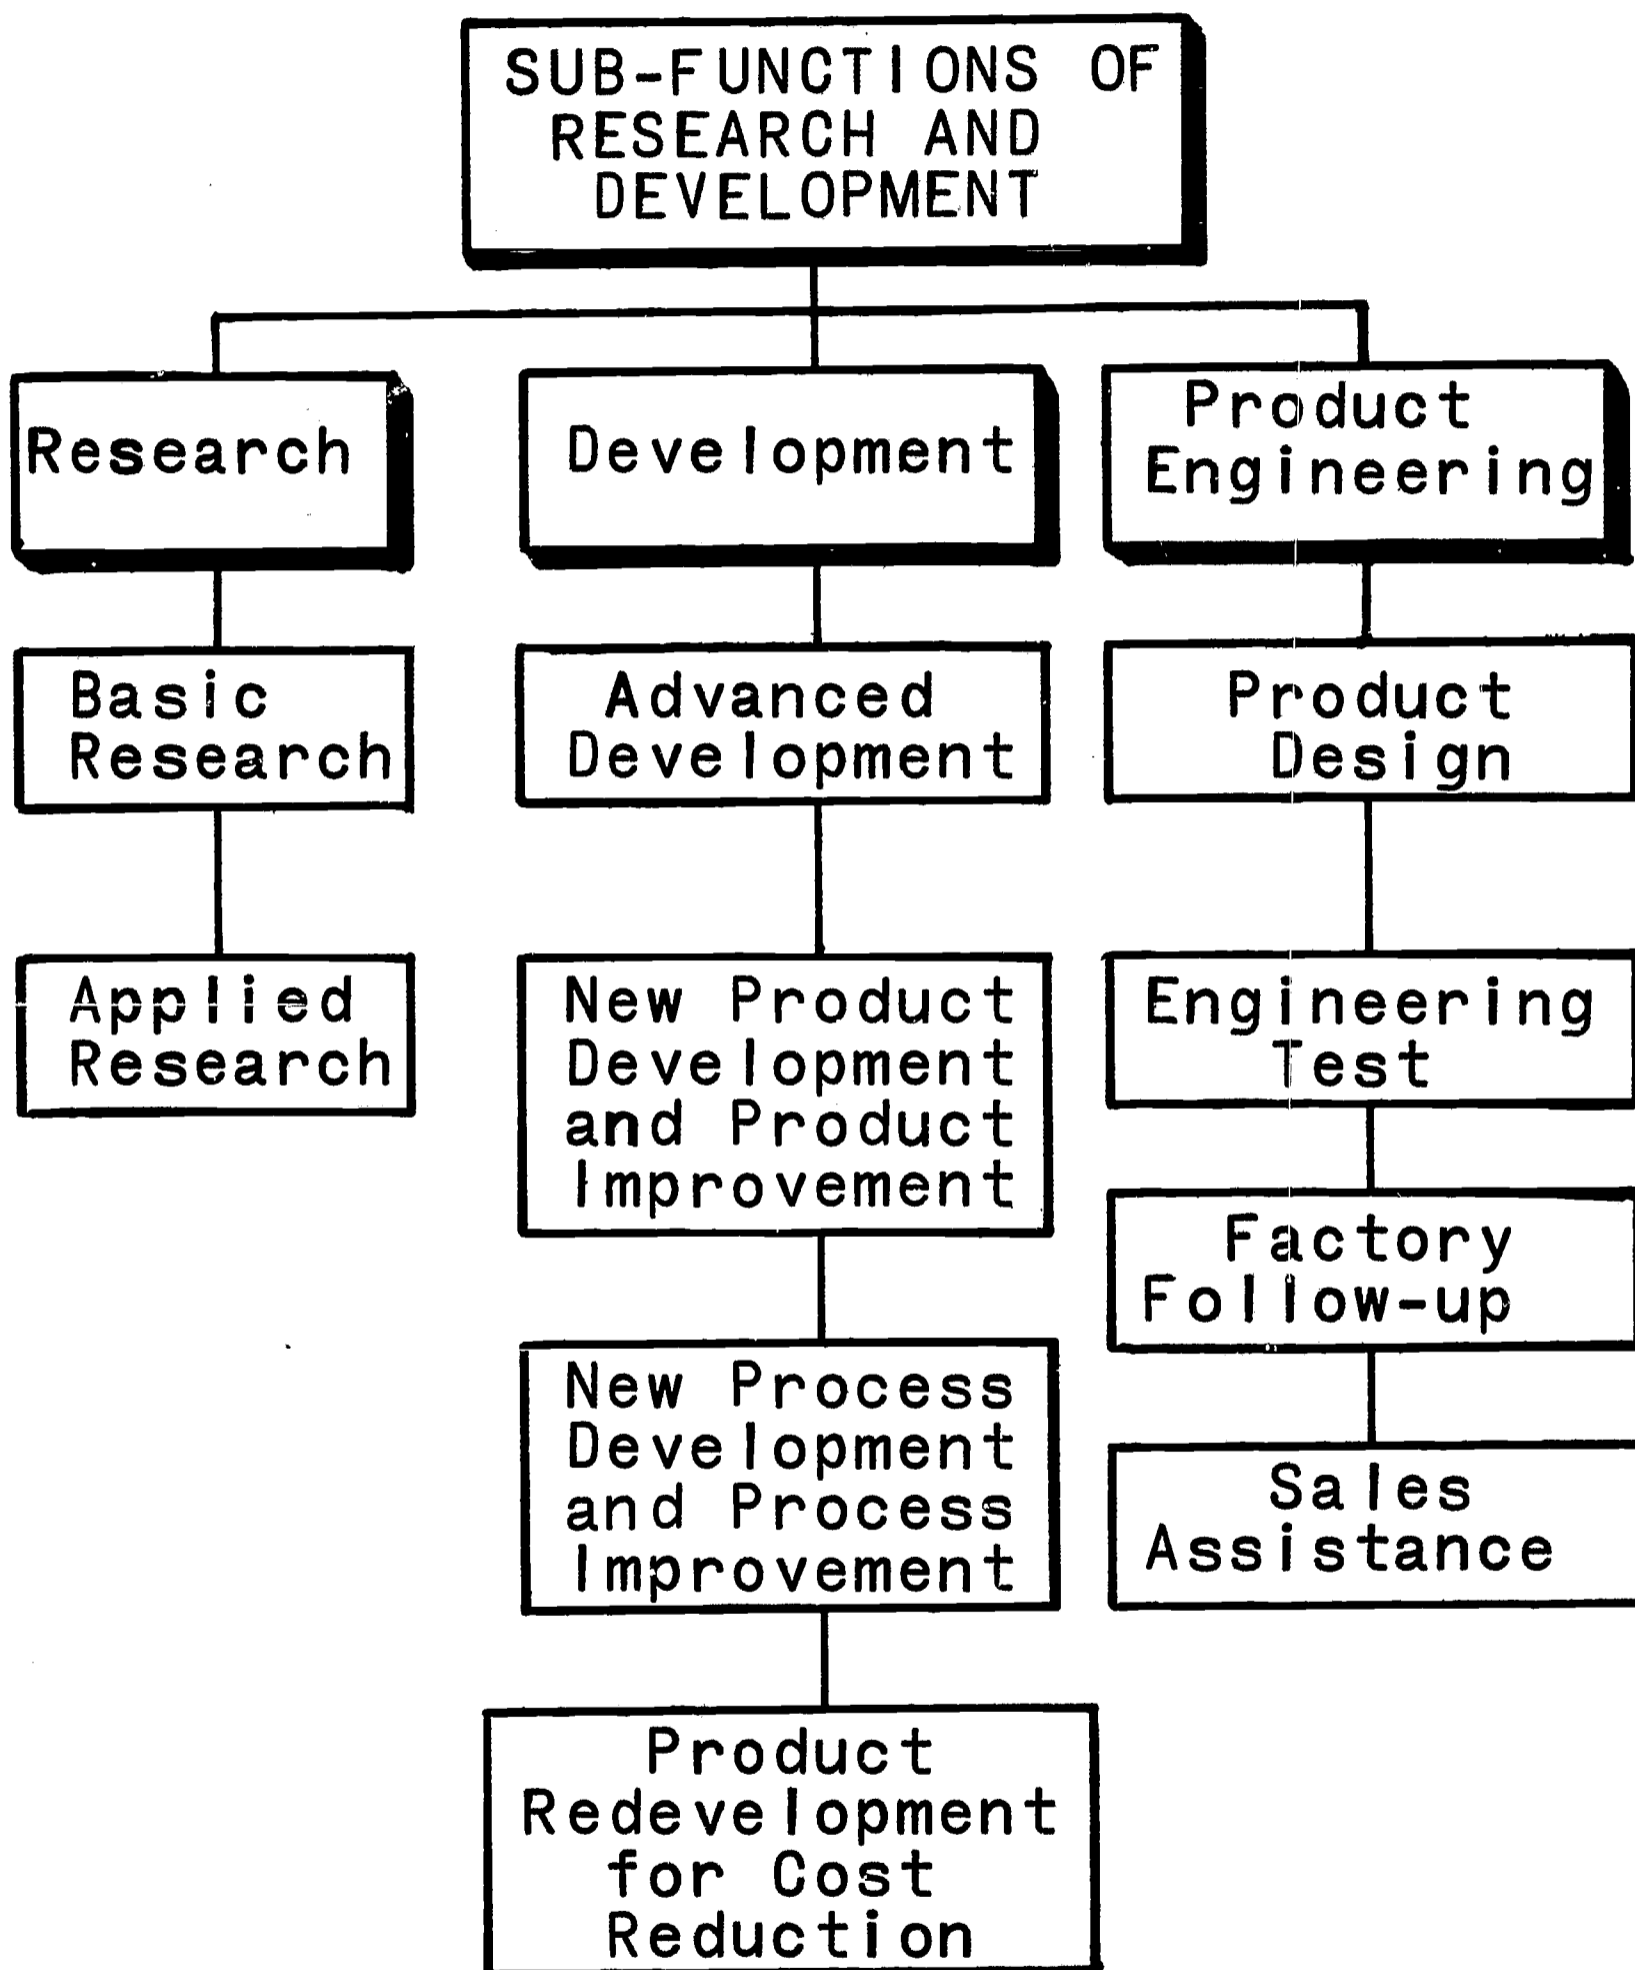 SUB-FUNCTIONS OF
RESEARCH AND
DEVELOPMENT
Research
Development
Product
Engineering
Basic
Research
Advanced
Development
Product
Design
Applied
Research
New Product
Development
and Product
Improvement
Engineering
Test
Factory
Follow-up
New Process
Development
and Process
Improvement
Sales
Assistance
Product
Redevelopment
for Cost
Reduction